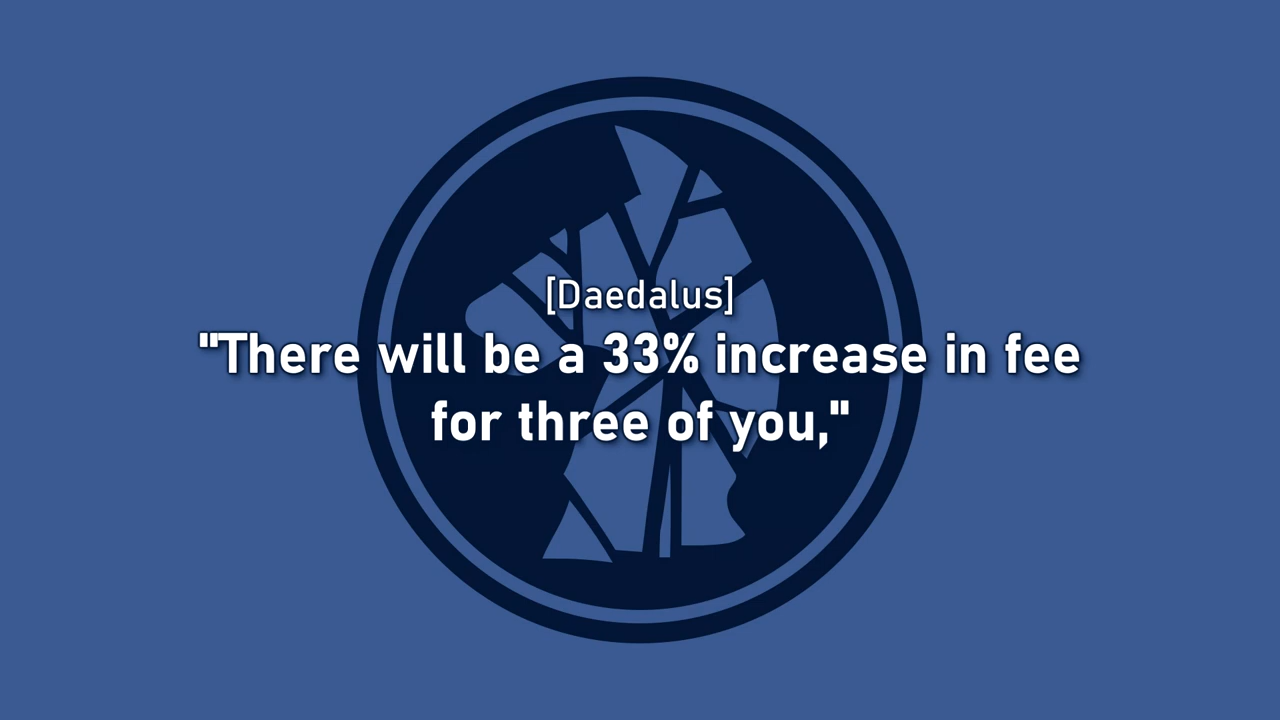 [Daedalus]
"There will be a 33% increase in fee
for three of you,"